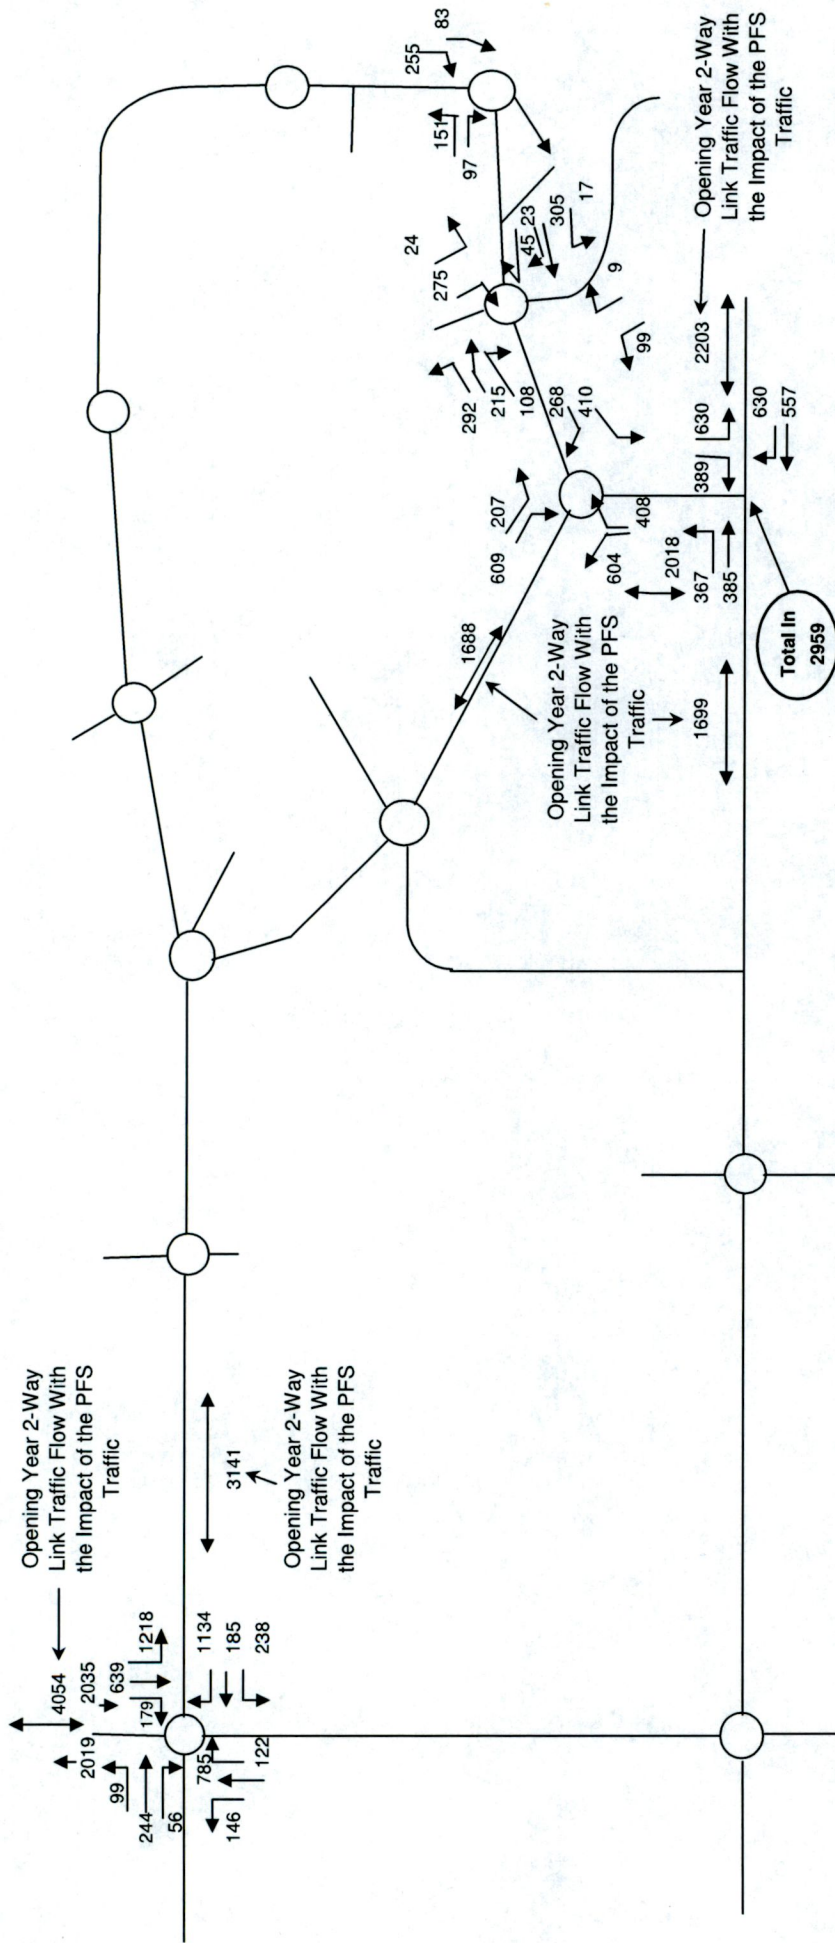 Opening Year 2-Way
Link Traffic Flow With
the Impact of the PFS
Traffic
4054
2019
2035
99
639
1218
244
179
56
785
1134
185
238
122
146
3141
Opening Year 2-Way
Link Traffic Flow With
the Impact of the PFS
Traffic
83
255
151
97
24
275
45
23
305
17
9
99
292
215
108
268
410
207
609
408
604
1688
Opening Year 2-Way
Link Traffic Flow With
the Impact of the PFS
Traffic
2018
1699
367
385
389
630
2203
630
557
Opening Year 2-Way
Link Traffic Flow With
the Impact of the PFS
Traffic
Total In
2959